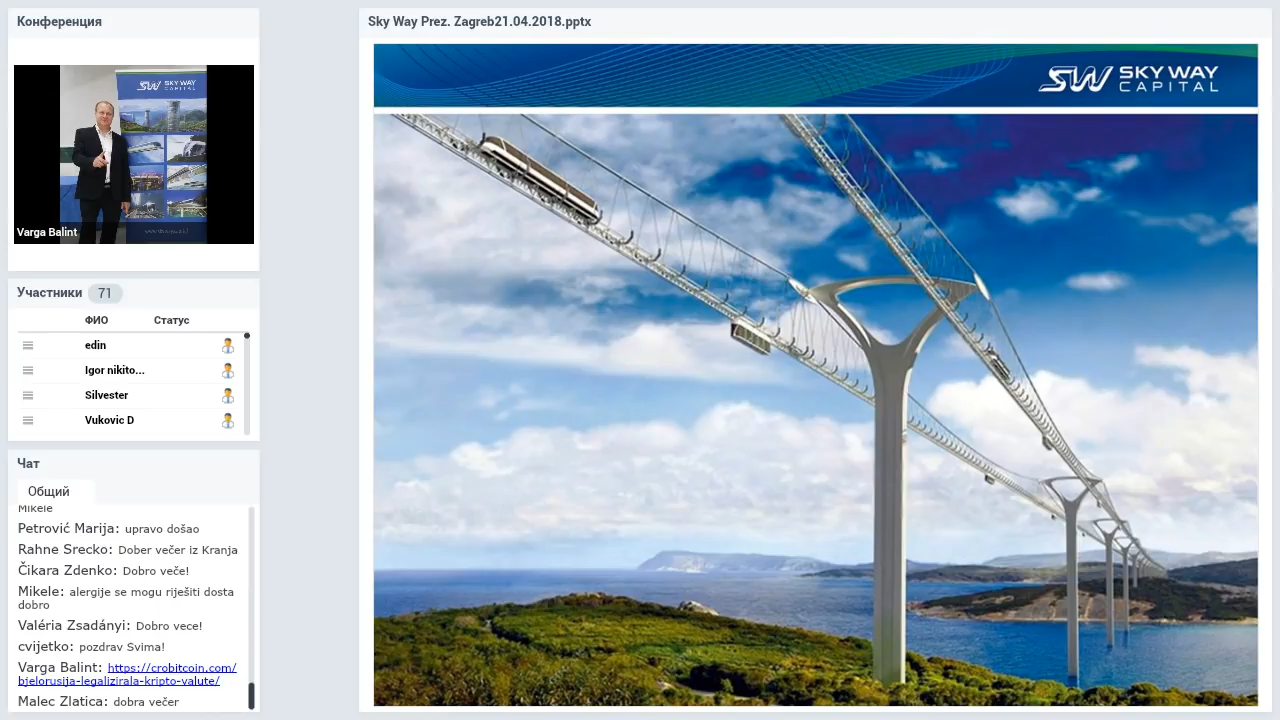 Конференция
SKY WAY
CAPITAL
Varga Balint
Участники 71
ФИО Статус
edin
Igor nikito...
Silvester
Vukovic D
Чат
Общий
Mikele
Petrović Marija: upravo došao
Rahne Srecko: Dober večer iz Kranja
Čikara Zdenko: Dobro veče!
Mikele: alergije se mogu riješiti dosta
dobro
Valéria Zsadányi: Dobro vece!
cvijetko: pozdrav Svima!
Varga Balint: https://crobitcoin.com/
bjelorusija-legalizirala-kripto-valute/
Malec Zlatica: dobra večer
Sky Way Prez. Zagreb21.04.2018.pptx
SW SKY WAY
CAPITAL